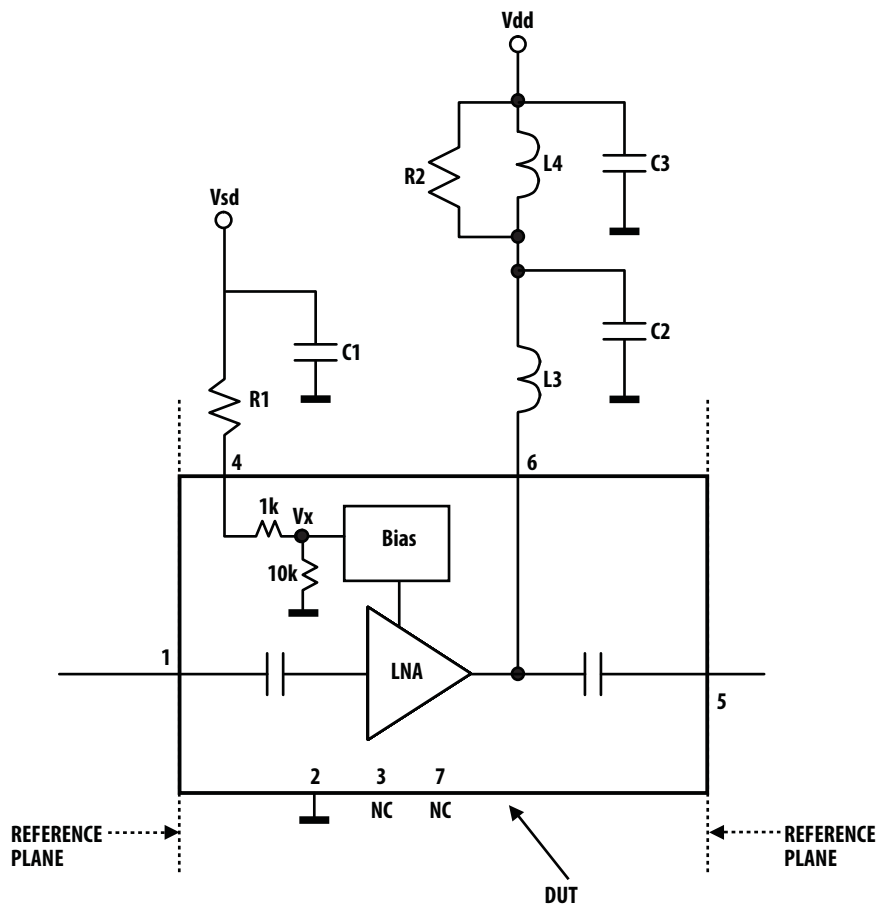 Vdd
R2
L4
C3
Vsd
C1
C2
R1
L3
4
6
1k
Vx
Bias
10k
1
LNA
5
2
3
7
NC
NC
REFERENCE
PLANE
REFERENCE
PLANE
DUT